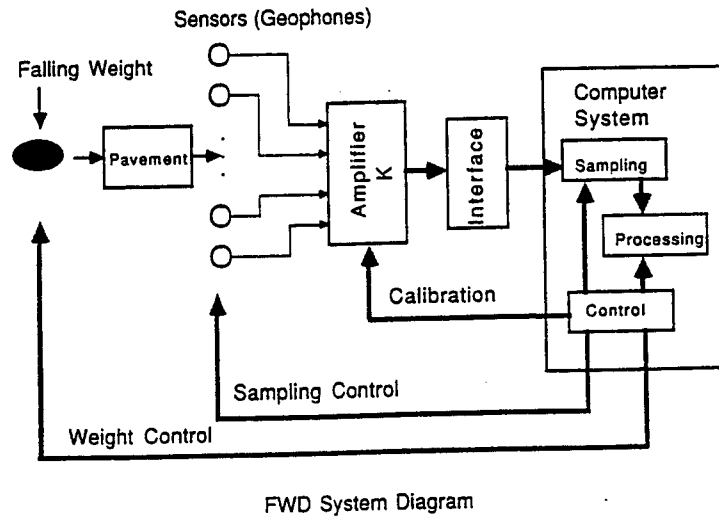 Sensors (Geophones)
Falling Weight
Computer
System
Pavement
Amplifier
K
Interface
Sampling
Processing
Calibration
Control
Sampling Control
Weight Control
FWD System Diagram